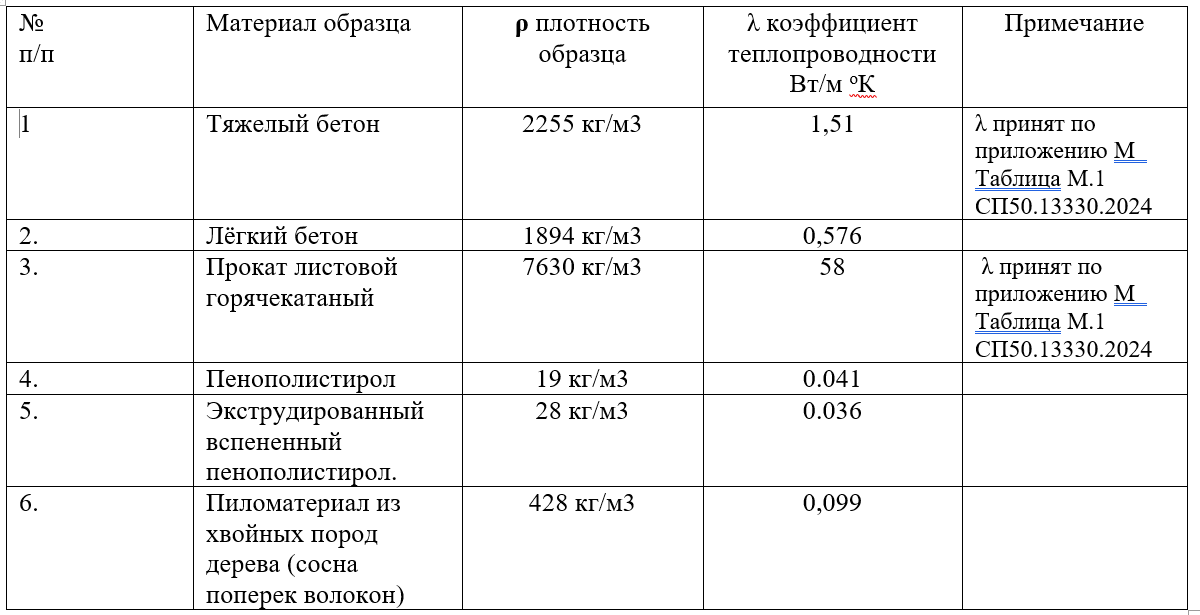 №
п/п
Материал образца
ρ плотность
образца
λ коэффициент
теплопроводности
Вт/м °К
Примечание
1
Тяжелый бетон
2255 кг/м3
1,51
λ принят по
приложению М
Таблица М.1
СП50.13330.2024
2.
Лёгкий бетон
1894 кг/м3
0,576
3.
Прокат листовой
горячекатаный
7630 кг/м3
58
λ принят по
приложению М
Таблица М.1
СП50.13330.2024
4.
Пенополистирол
19 кг/м3
0.041
5.
Экструдированный
вспененный
пенополистирол.
28 кг/м3
0.036
6.
Пиломатериал из
хвойных пород
дерева (сосна
поперек волокон)
428 кг/м3
0,099